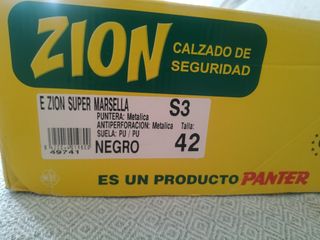 ZION
CALZADO DE
SEGURIDAD
E ZION SUPER MARSELLA S3
PUNTERA: Metalica
ANTIPERFORACION: Metalica Talla:
SUELA: PU / PU
NEGRO 42
49741
ES UN PRODUCTO PANTER